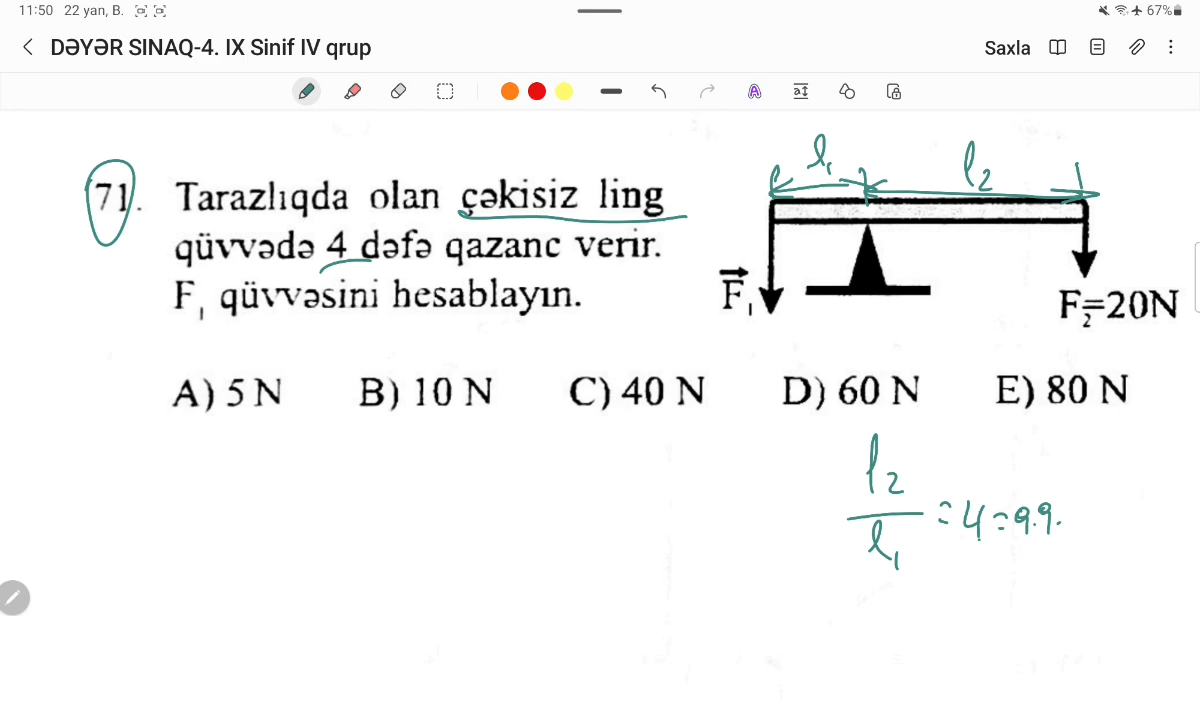 11:50 22 yan, B. 67%
DƏYƏR SINAQ-4. IX Sinif IV qrup Saxla
71. Tarazlıqda olan çəkisiz ling
qüvvədə 4 dəfə qazanc verir.
F₁ qüvvəsini hesablayın.
l₁ l₂
F₁ F₂=20N
A) 5 N B) 10 N C) 40 N D) 60 N E) 80 N
l₂
l₁ = 4 = q.q.